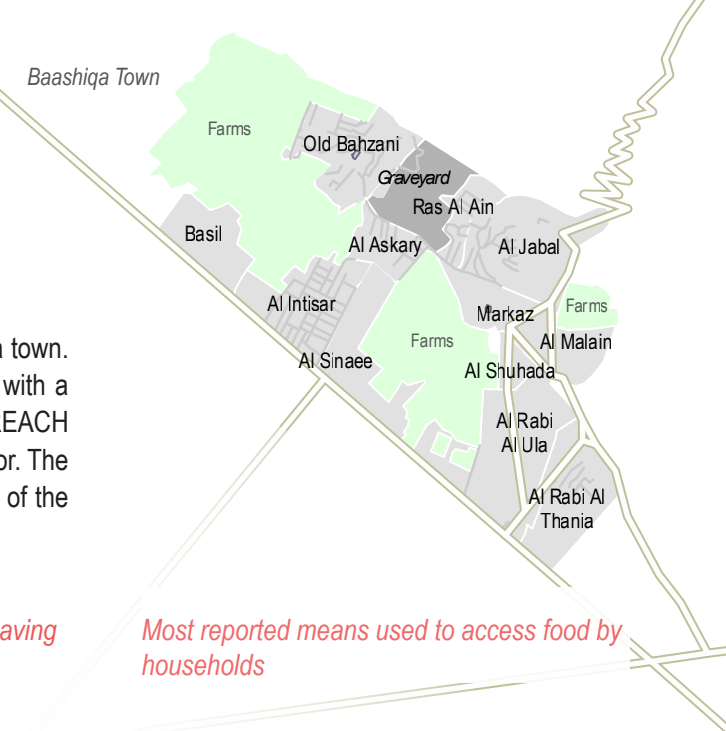 Baashiqa Town
Farms
Old Bahzani
Graveyard
Ras Al Ain
Basil
Al Askary
Al Jabal
Al Intisar
Markaz
Farms
Farms
Al Malain
Al Sinaee
Al Shuhada
Al Rabi
Al Ula
Al Rabi Al
Thania
town.
with a
EACH
or. The
of the
aving
Most reported means used to access food by
households